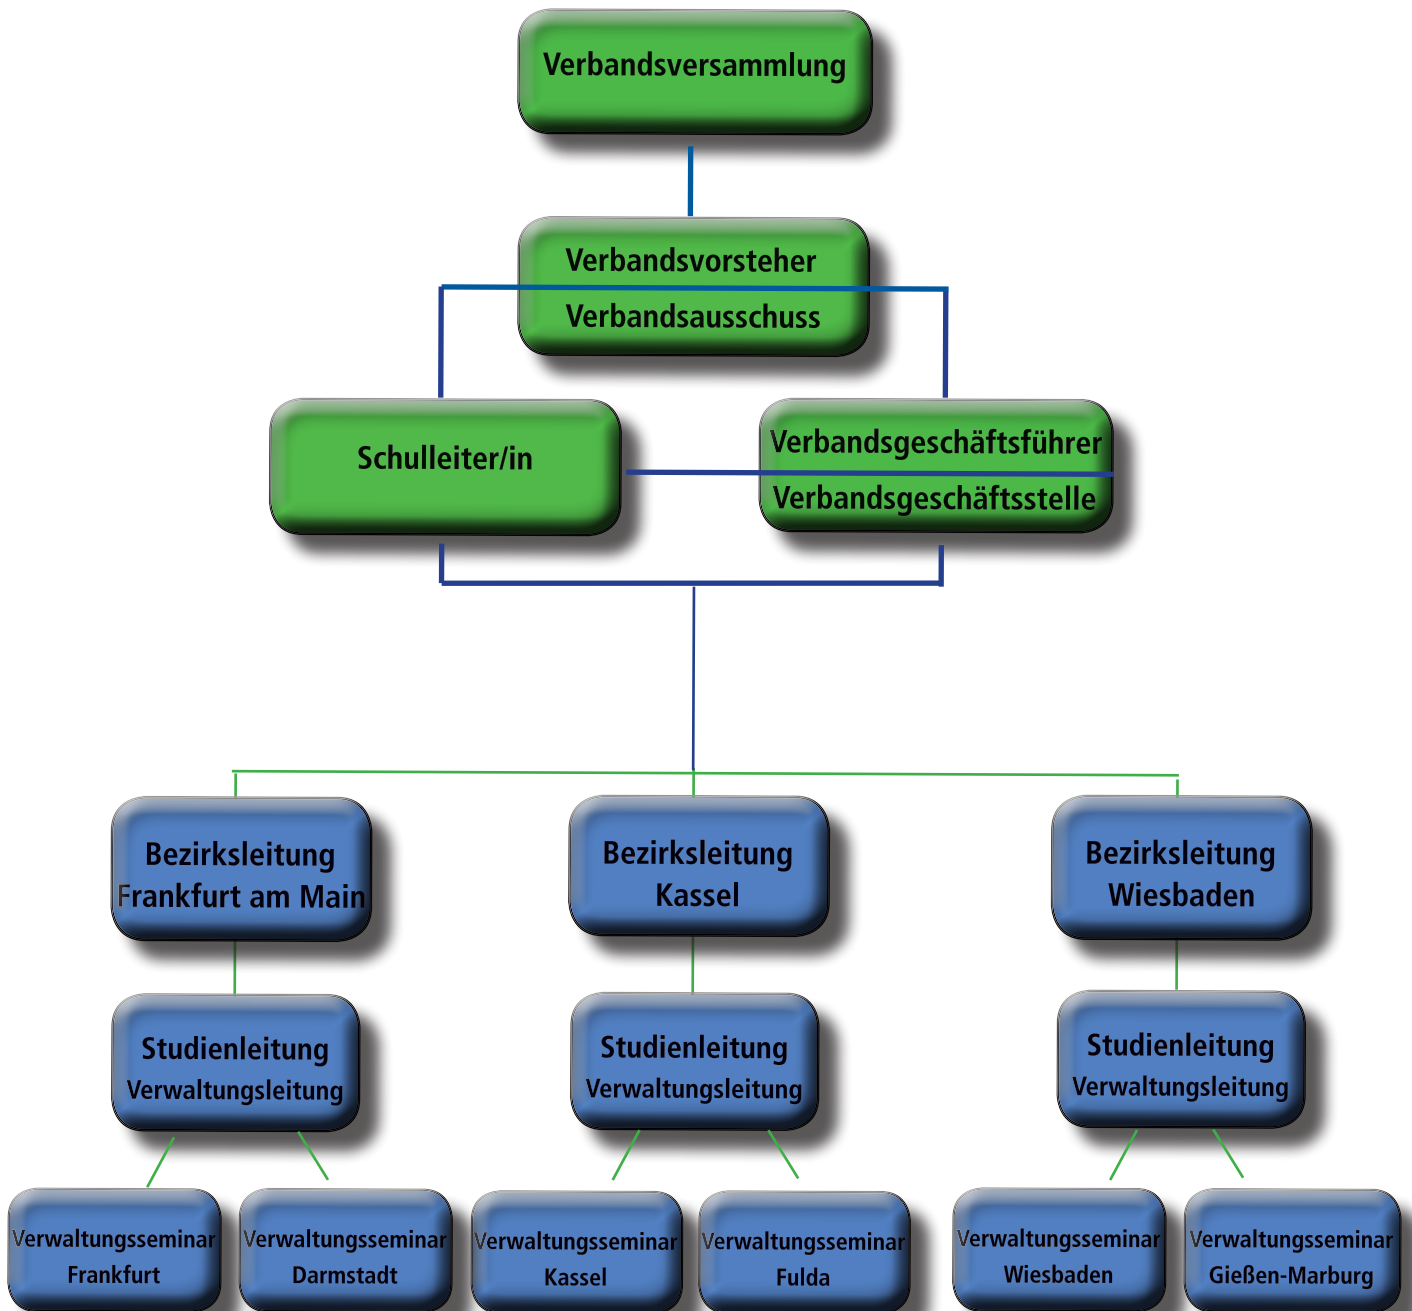 Verbandsversammlung
Verbandsvorsteher
Verbandsausschuss
Schulleiter/in
Verbandsgeschäftsführer
Verbandsgeschäftsstelle
Bezirksleitung
Frankfurt am Main
Bezirksleitung
Kassel
Bezirksleitung
Wiesbaden
Studienleitung
Verwaltungsleitung
Studienleitung
Verwaltungsleitung
Studienleitung
Verwaltungsleitung
Verwaltungsseminar
Frankfurt
Verwaltungsseminar
Darmstadt
Verwaltungsseminar
Kassel
Verwaltungsseminar
Fulda
Verwaltungsseminar
Wiesbaden
Verwaltungsseminar
Gießen-Marburg